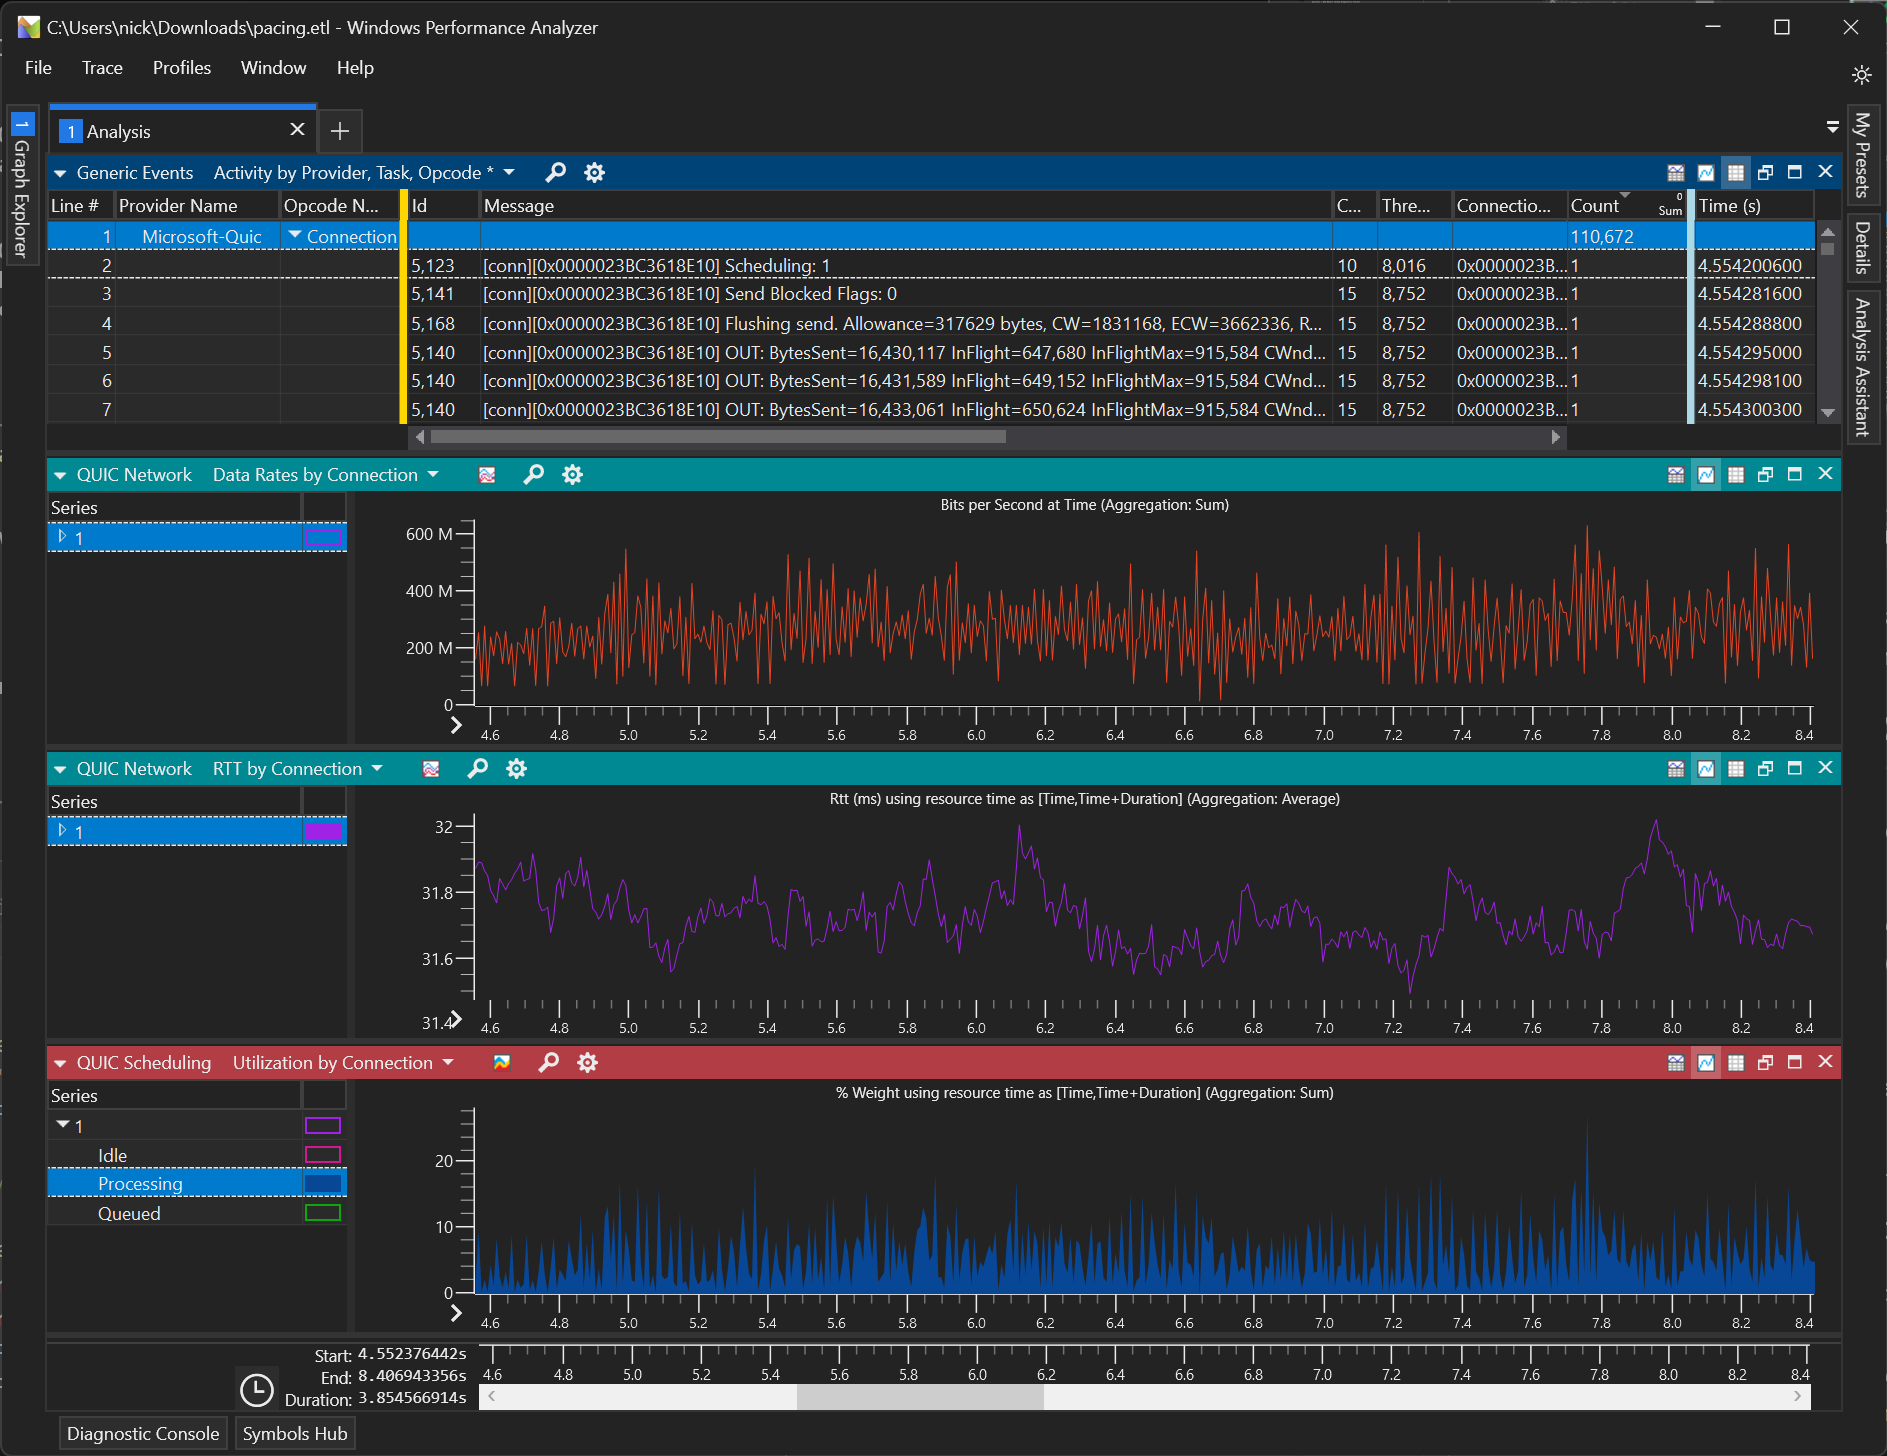 C:\Users\nick\Downloads\pacing.etl - Windows Performance Analyzer
File Trace Profiles Window Help
1 Graph Explorer
1 Analysis
My Presets
Details
Analysis Assistant
Generic Events Activity by Provider, Task, Opcode *
Line # Provider Name Opcode N... Id Message C... Thre... Connectio... Count 0 Sum Time (s)
1 Microsoft-Quic Connection 110,672
2 5,123 [conn][0x0000023BC3618E10] Scheduling: 1 10 8,016 0x0000023B... 1 4.554200600
3 5,141 [conn][0x0000023BC3618E10] Send Blocked Flags: 0 15 8,752 0x0000023B... 1 4.554281600
4 5,168 [conn][0x0000023BC3618E10] Flushing send. Allowance=317629 bytes, CW=1831168, ECW=3662336, R... 15 8,752 0x0000023B... 1 4.554288800
5 5,140 [conn][0x0000023BC3618E10] OUT: BytesSent=16,430,117 InFlight=647,680 InFlightMax=915,584 CWnd... 15 8,752 0x0000023B... 1 4.554295000
6 5,140 [conn][0x0000023BC3618E10] OUT: BytesSent=16,431,589 InFlight=649,152 InFlightMax=915,584 CWnd... 15 8,752 0x0000023B... 1 4.554298100
7 5,140 [conn][0x0000023BC3618E10] OUT: BytesSent=16,433,061 InFlight=650,624 InFlightMax=915,584 CWnd... 15 8,752 0x0000023B... 1 4.554300300
QUIC Network Data Rates by Connection
Series
1
Bits per Second at Time (Aggregation: Sum)
600 M
400 M
200 M
0
4.6 4.8 5.0 5.2 5.4 5.6 5.8 6.0 6.2 6.4 6.6 6.8 7.0 7.2 7.4 7.6 7.8 8.0 8.2 8.4
QUIC Network RTT by Connection
Series
1
Rtt (ms) using resource time as [Time,Time+Duration] (Aggregation: Average)
32
31.8
31.6
31.4
4.6 4.8 5.0 5.2 5.4 5.6 5.8 6.0 6.2 6.4 6.6 6.8 7.0 7.2 7.4 7.6 7.8 8.0 8.2 8.4
QUIC Scheduling Utilization by Connection
Series
1
Idle
Processing
Queued
% Weight using resource time as [Time,Time+Duration] (Aggregation: Sum)
20
10
0
4.6 4.8 5.0 5.2 5.4 5.6 5.8 6.0 6.2 6.4 6.6 6.8 7.0 7.2 7.4 7.6 7.8 8.0 8.2 8.4
Start: 4.552376442s
End: 8.406943356s
Duration: 3.854566914s
4.6 4.8 5.0 5.2 5.4 5.6 5.8 6.0 6.2 6.4 6.6 6.8 7.0 7.2 7.4 7.6 7.8 8.0 8.2 8.4
Diagnostic Console Symbols Hub